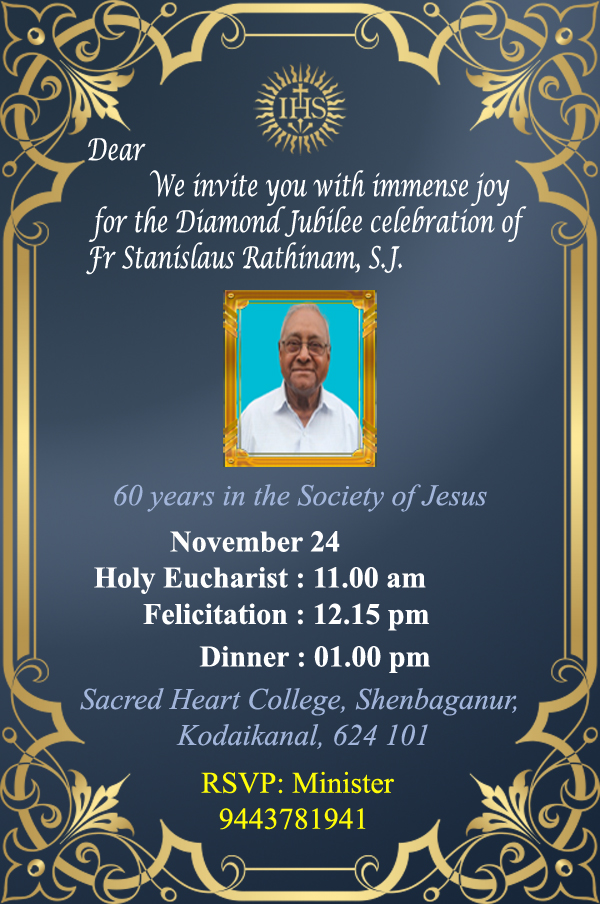 IHS
Dear
We invite you with immense joy
for the Diamond Jubilee celebration of
Fr Stanislaus Rathinam, S.J.
60 years in the Society of Jesus
November 24
Holy Eucharist : 11.00 am
Felicitation : 12.15 pm
Dinner : 01.00 pm
Sacred Heart College, Shenbaganur,
Kodaikanal, 624 101
RSVP: Minister
9443781941